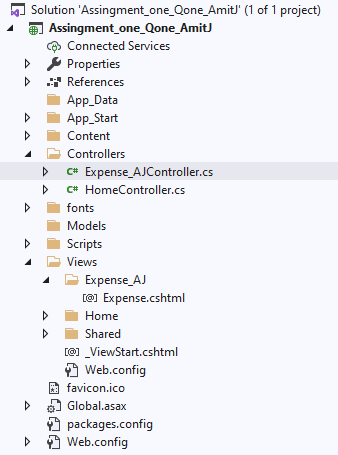 Solution 'Assingment_one_Qone_AmitJ' (1 of 1 project)
Assingment_one_Qone_AmitJ
Connected Services
Properties
References
App_Data
App_Start
Content
Controllers
C# Expense_AJController.cs
C# HomeController.cs
fonts
Models
Scripts
Views
Expense_AJ
[@] Expense.cshtml
Home
Shared
[@] _ViewStart.cshtml
Web.config
favicon.ico
Global.asax
packages.config
Web.config